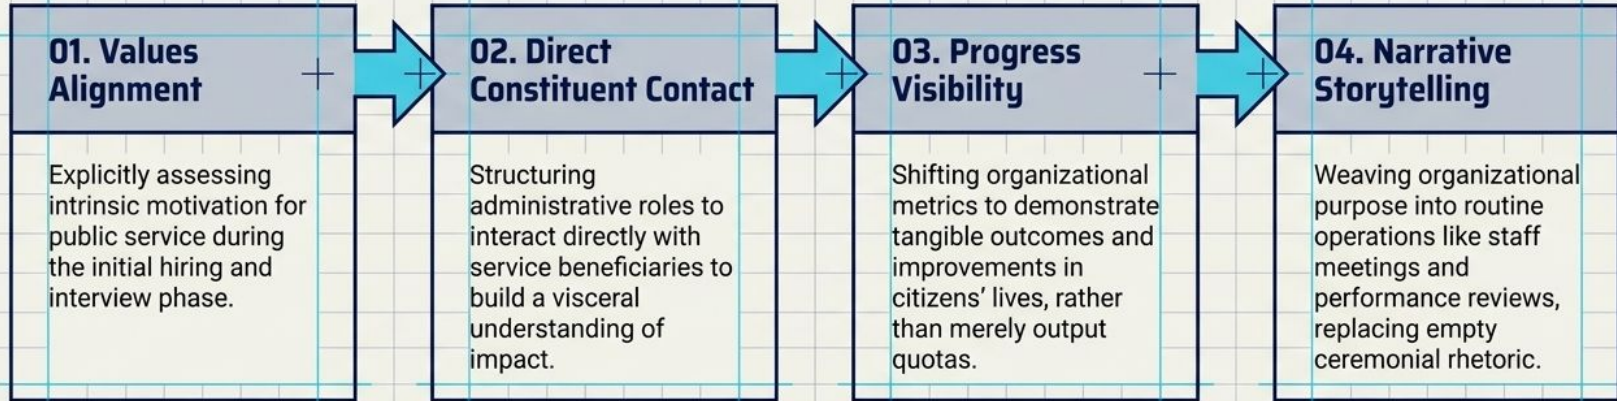 01. Values
Alignment
Explicitly assessing
intrinsic motivation for
public service during
the initial hiring and
interview phase.
02. Direct
Constituent Contact
Structuring
administrative roles to
interact directly with
service beneficiaries to
build a visceral
understanding of
impact.
03. Progress
Visibility
Shifting organizational
metrics to demonstrate
tangible outcomes and
improvements in
citizens’ lives, rather
than merely output
quotas.
04. Narrative
Storytelling
Weaving organizational
purpose into routine
operations like staff
meetings and
performance reviews,
replacing empty
ceremonial rhetoric.